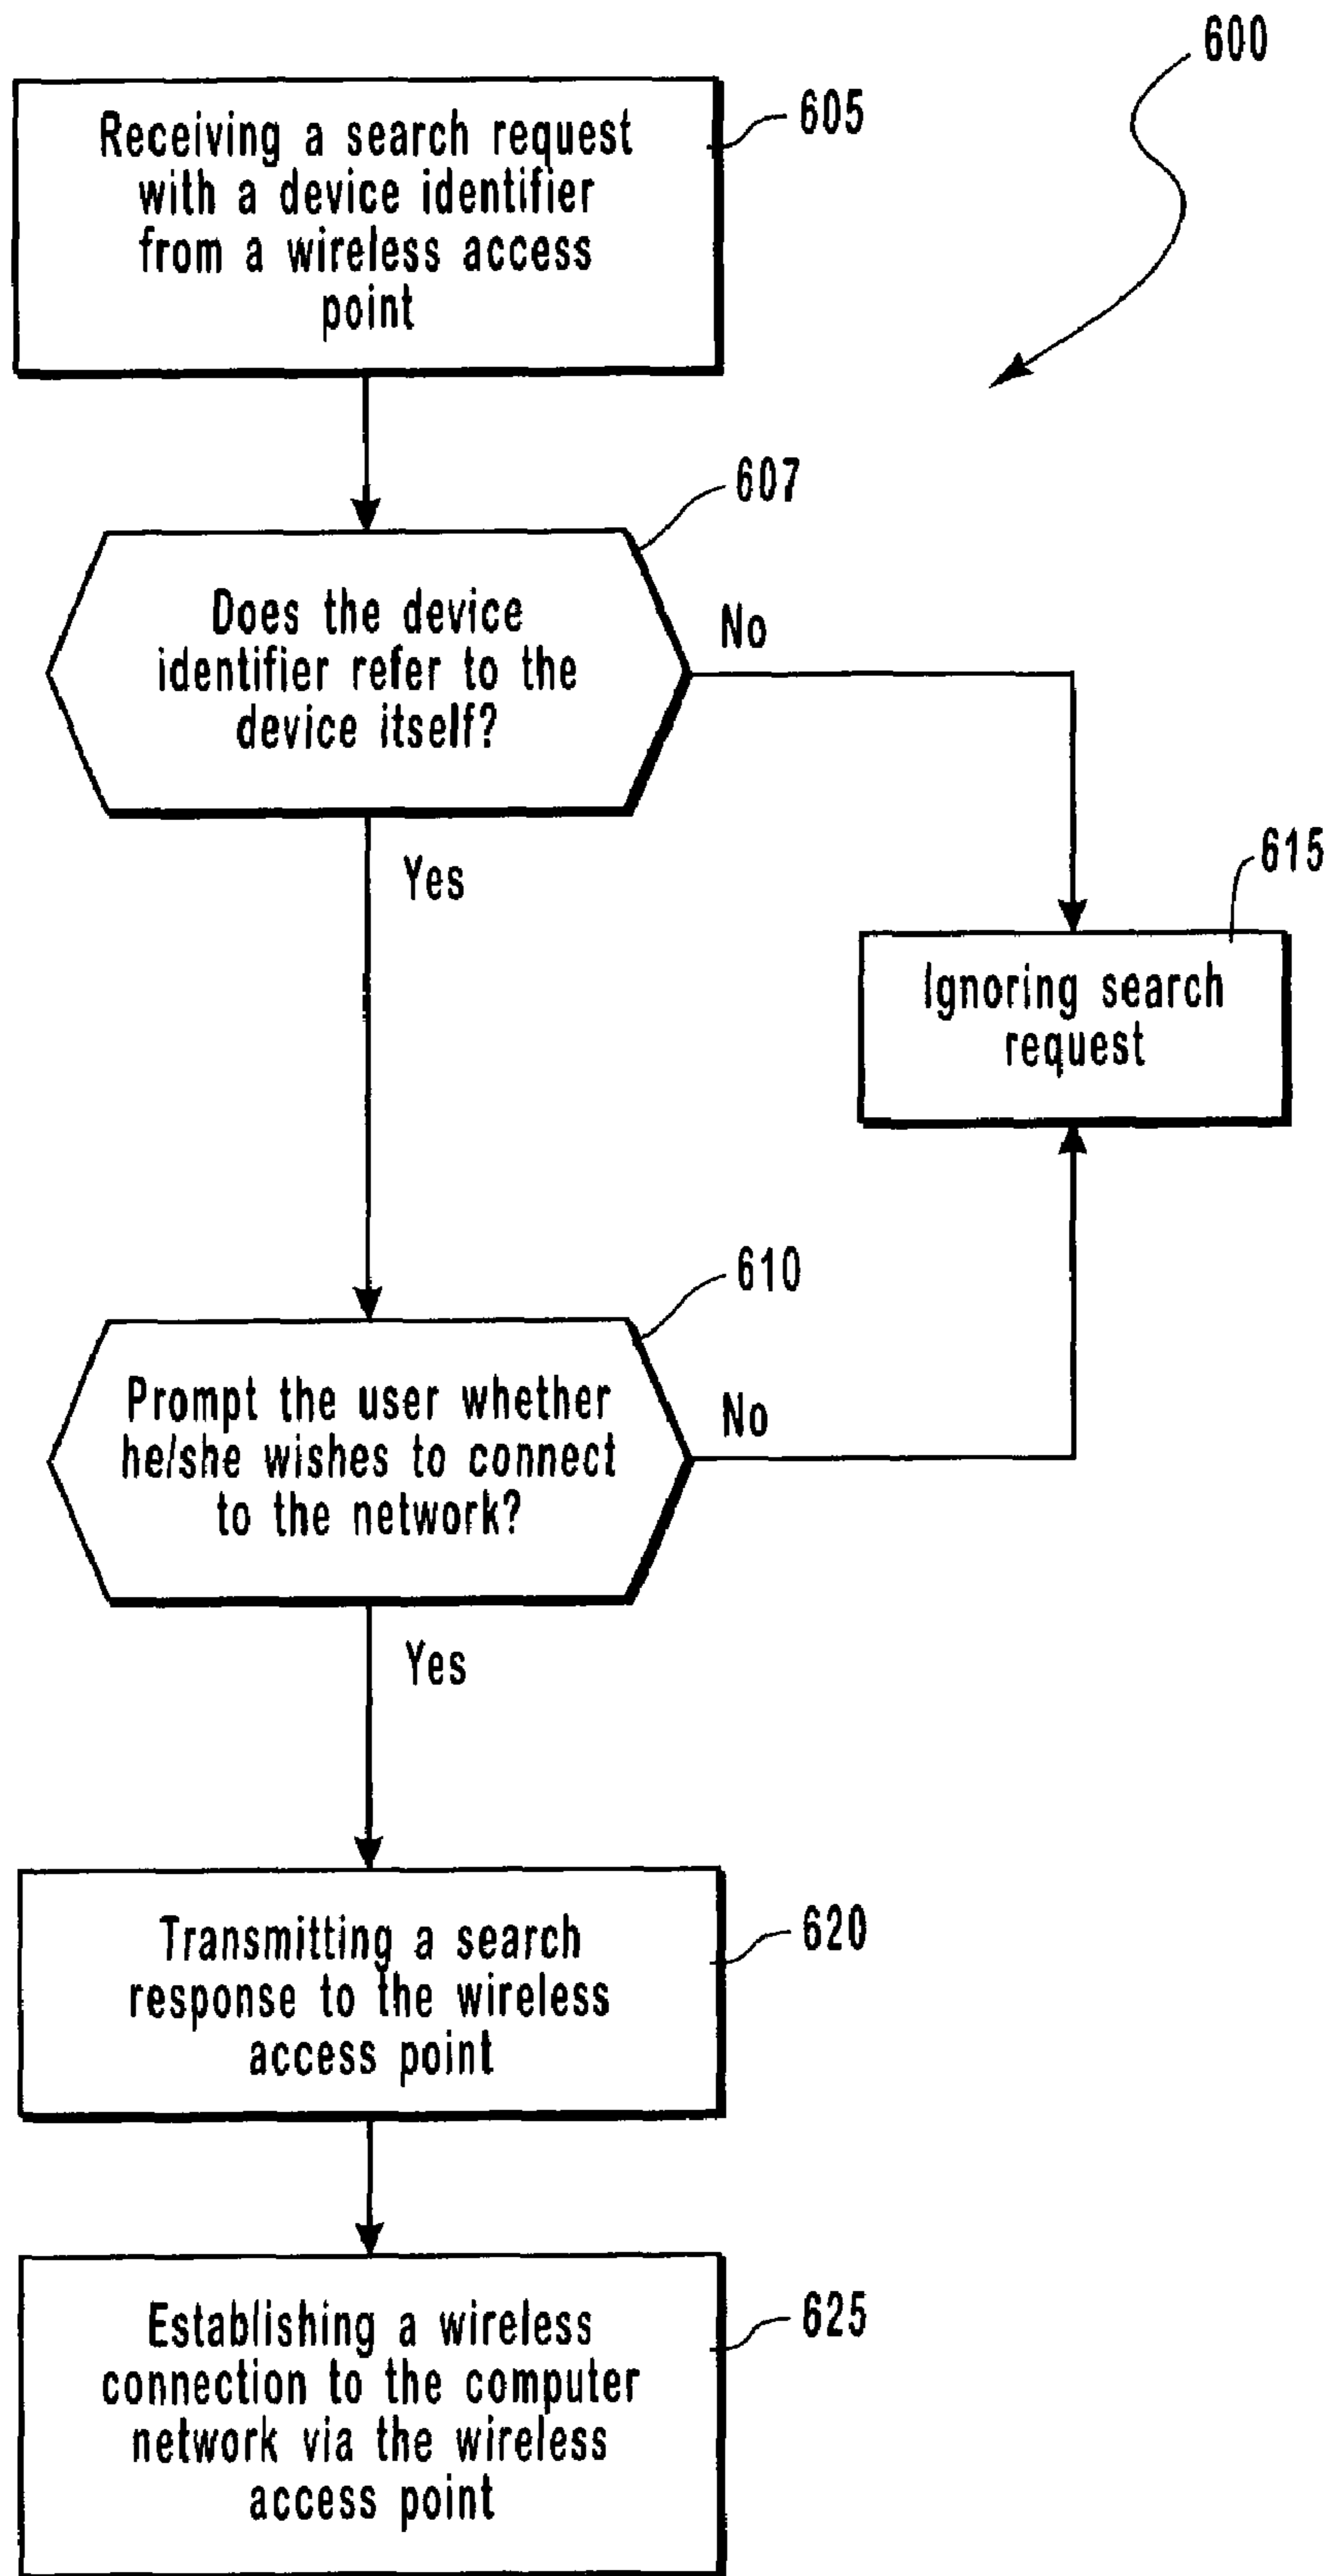 600
605
Receiving a search request
with a device identifier
from a wireless access
point
607
Does the device
identifier refer to the
device itself?
No
Yes
615
Ignoring search
request
610
Prompt the user whether
he/she wishes to connect
to the network?
No
Yes
620
Transmitting a search
response to the wireless
access point
625
Establishing a wireless
connection to the computer
network via the wireless
access point